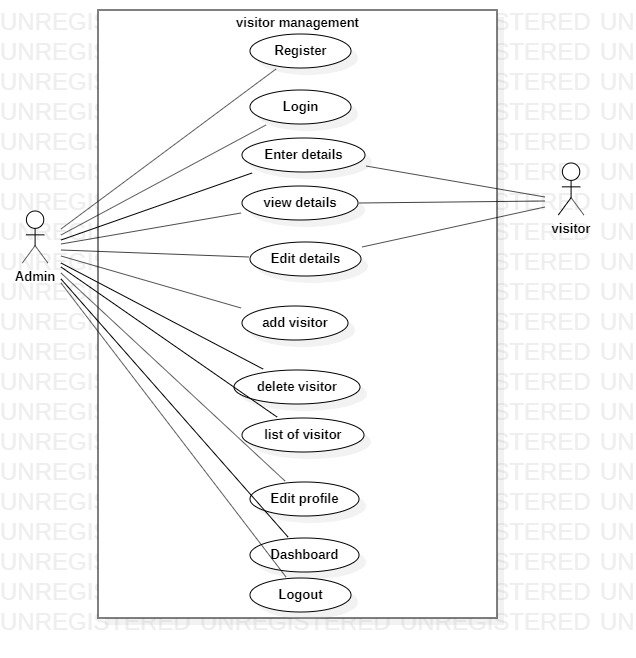 visitor management
Register
Login
Enter details
view details
Edit details
add visitor
delete visitor
list of visitor
Edit profile
Dashboard
Logout
Admin
visitor
UNREGISTERED UNREGISTERED UNREGISTERED UN